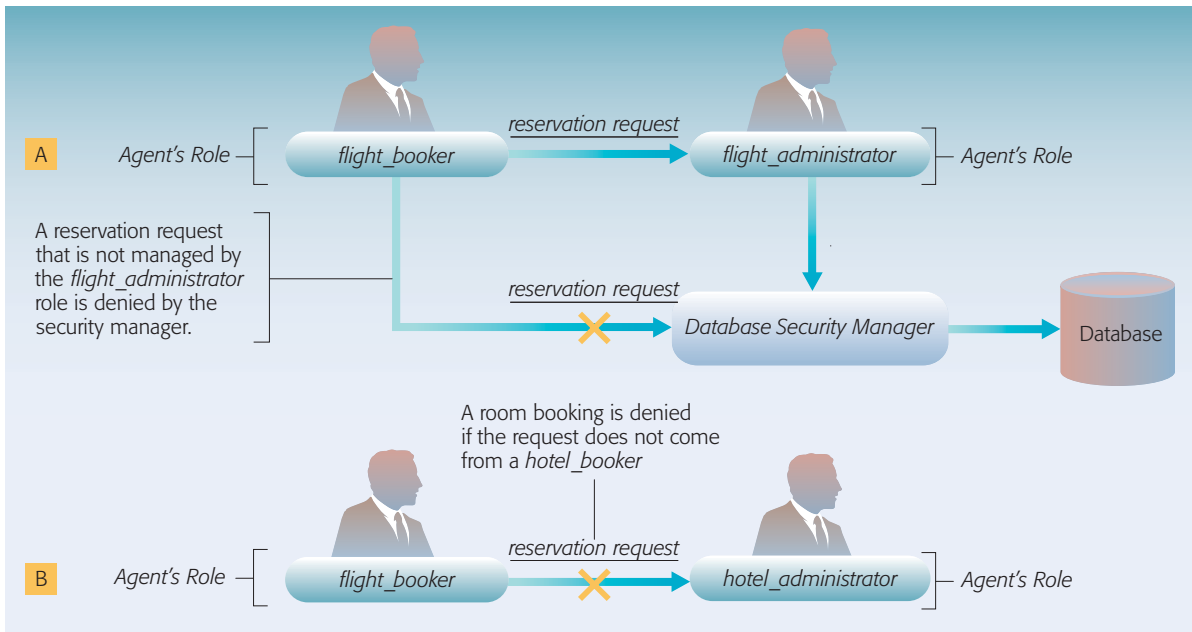 reservation request
A
Agent's Role
flight_booker
flight_administrator
Agent's Role
A reservation request
that is not managed by
the flight_administrator
role is denied by the
security manager.
reservation request
Database Security Manager
Database
A room booking is denied
if the request does not come
from a hotel_booker
reservation request
B
Agent's Role
flight_booker
hotel_administrator
Agent's Role